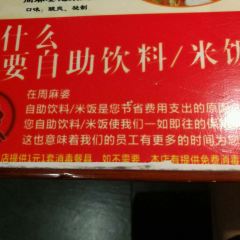 口味，酸爽，提制
什么
要自助饮料/米饭
在周麻婆
自助饮料/米饭是您节省费用支出的原因
自助饮料/米饭使我们一如即往的保
这也意味着我们的员工有更多的时间为您
店提供1元1套消毒餐具 如不需要，本店有提供免费消毒